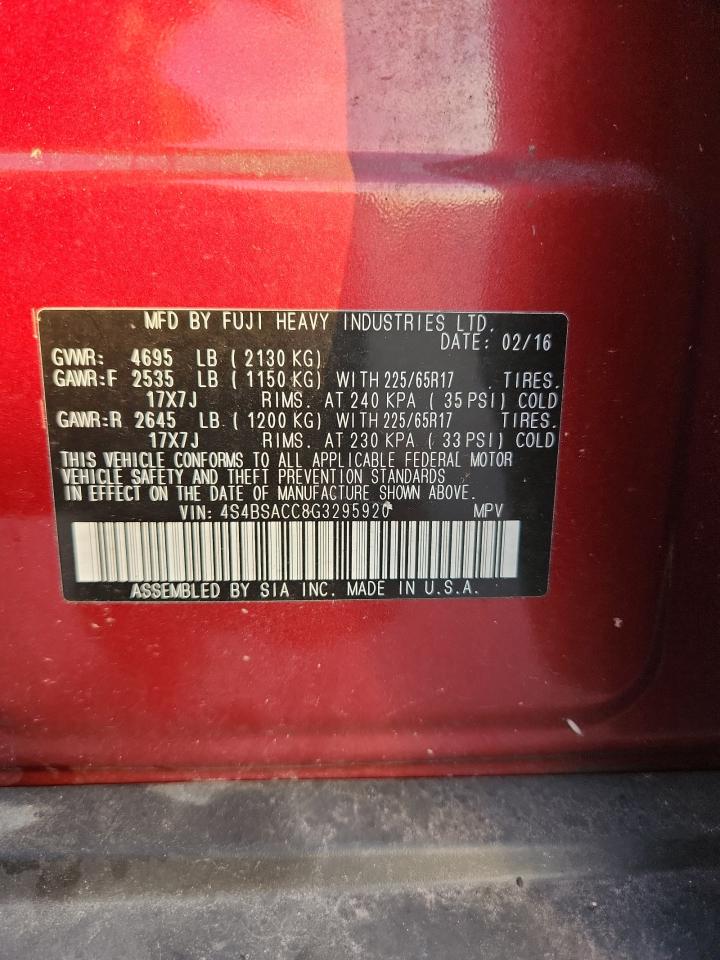 MFD BY FUJI HEAVY INDUSTRIES LTD.
DATE: 02/16
GVWR: 4695 LB ( 2130 KG)
GAWR:F 2535 LB ( 1150 KG) WITH 225/65R17 TIRES.
17X7J RIMS. AT 240 KPA ( 35 PSI) COLD
GAWR:R 2645 LB ( 1200 KG) WITH 225/65R17 TIRES.
17X7J RIMS. AT 230 KPA ( 33 PSI) COLD
THIS VEHICLE CONFORMS TO ALL APPLICABLE FEDERAL MOTOR
VEHICLE SAFETY AND THEFT PREVENTION STANDARDS
IN EFFECT ON THE DATE OF MANUFACTURE SHOWN ABOVE.
VIN: 4S4BSACC8G3295920 MPV
ASSEMBLED BY SIA INC. MADE IN U.S.A.